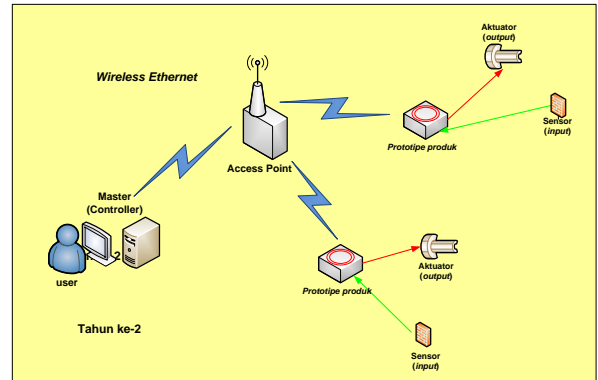 Aktuator
(output)
Wireless Ethernet
Sensor
(input)
Prototipe produk
Access Point
Master
(Controller)
Aktuator
(output)
user
Prototipe produk
Tahun ke-2
Sensor
(input)